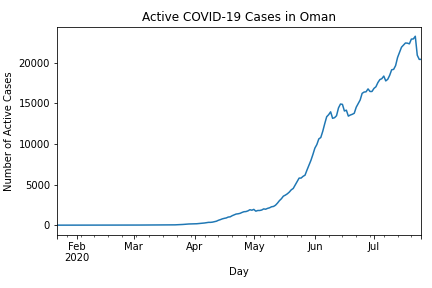 Active COVID-19 Cases in Oman
Number of Active Cases
20000
15000
10000
5000
0
Feb Mar Apr May Jun Jul
2020
Day